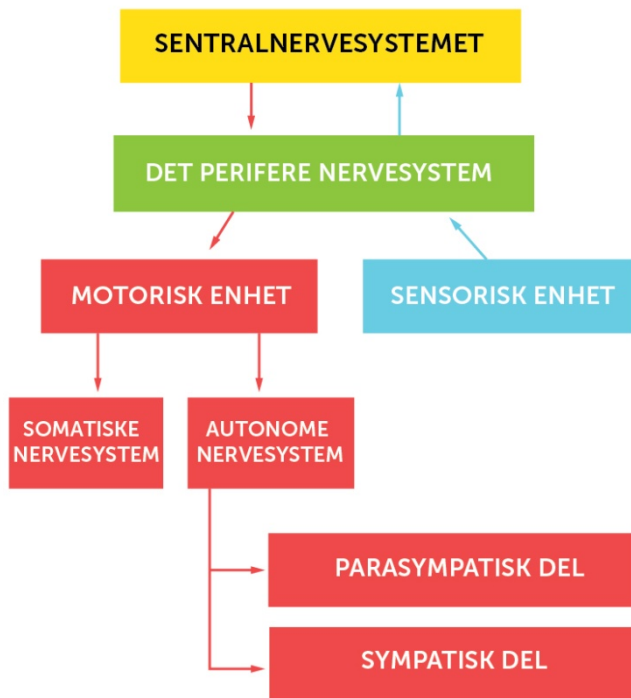 SENTRALNERVESYSTEMET
DET PERIFERE NERVESYSTEM
MOTORISK ENHET
SENSORISK ENHET
SOMATISKE
NERVESYSTEM
AUTONOME
NERVESYSTEM
PARASYMPATISK DEL
SYMPATISK DEL